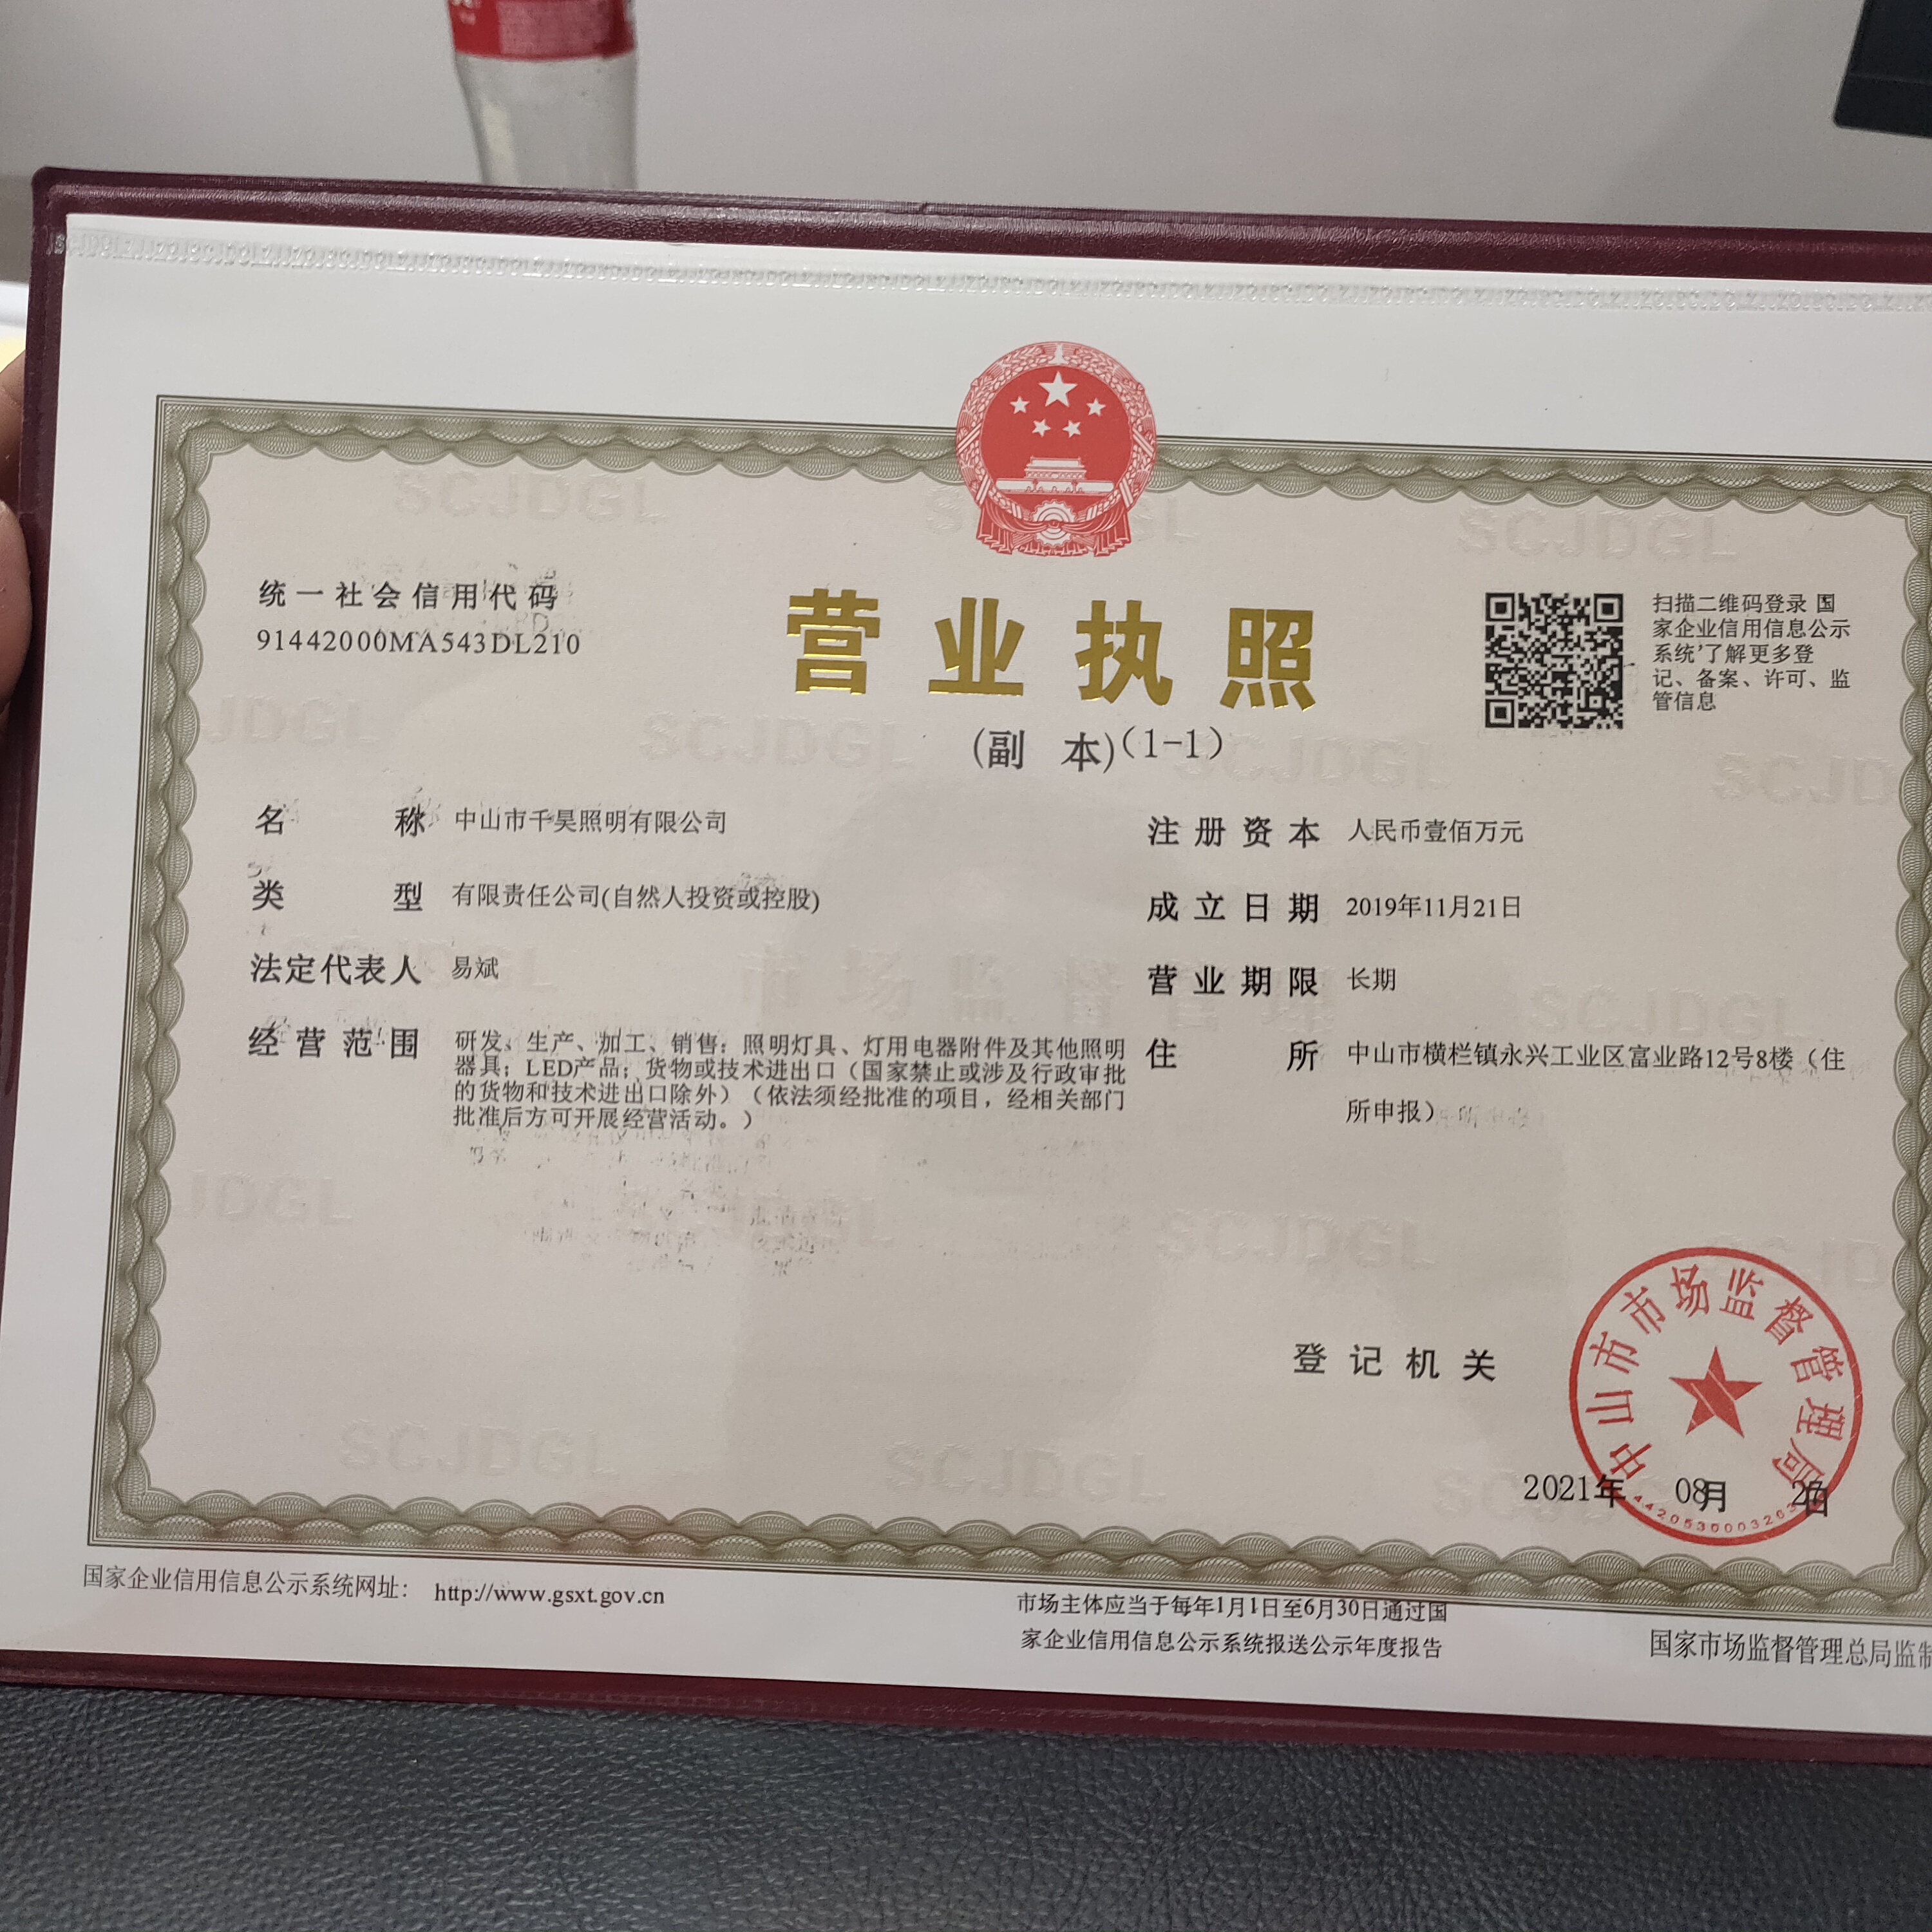 统一社会信用代码
91442000MA543DL210
营业执照
(副 本)(1-1)
扫描二维码登录 国
家企业信用信息公示
系统'了解更多登
记、备案、许可、监
管信息
名 称 中山市千昊照明有限公司
类 型 有限责任公司(自然人投资或控股)
法定代表人 易斌
经营范围 研发、生产、加工、销售：照明灯具、灯用电器附件及其他照明
器具；LED产品；货物或技术进出口（国家禁止或涉及行政审批
的货物和技术进出口除外）（依法须经批准的项目，经相关部门
批准后方可开展经营活动。）
注册资本 人民币壹佰万元
成立日期 2019年11月21日
营业期限 长期
住 所 中山市横栏镇永兴工业区富业路12号8楼（住
所申报）
登记机关
中山市市场监督管理局
2021年 08月 日
国家企业信用信息公示系统网址： http://www.gsxt.gov.cn
市场主体应当于每年1月1日至6月30日通过国
家企业信用信息公示系统报送公示年度报告
国家市场监督管理总局监制